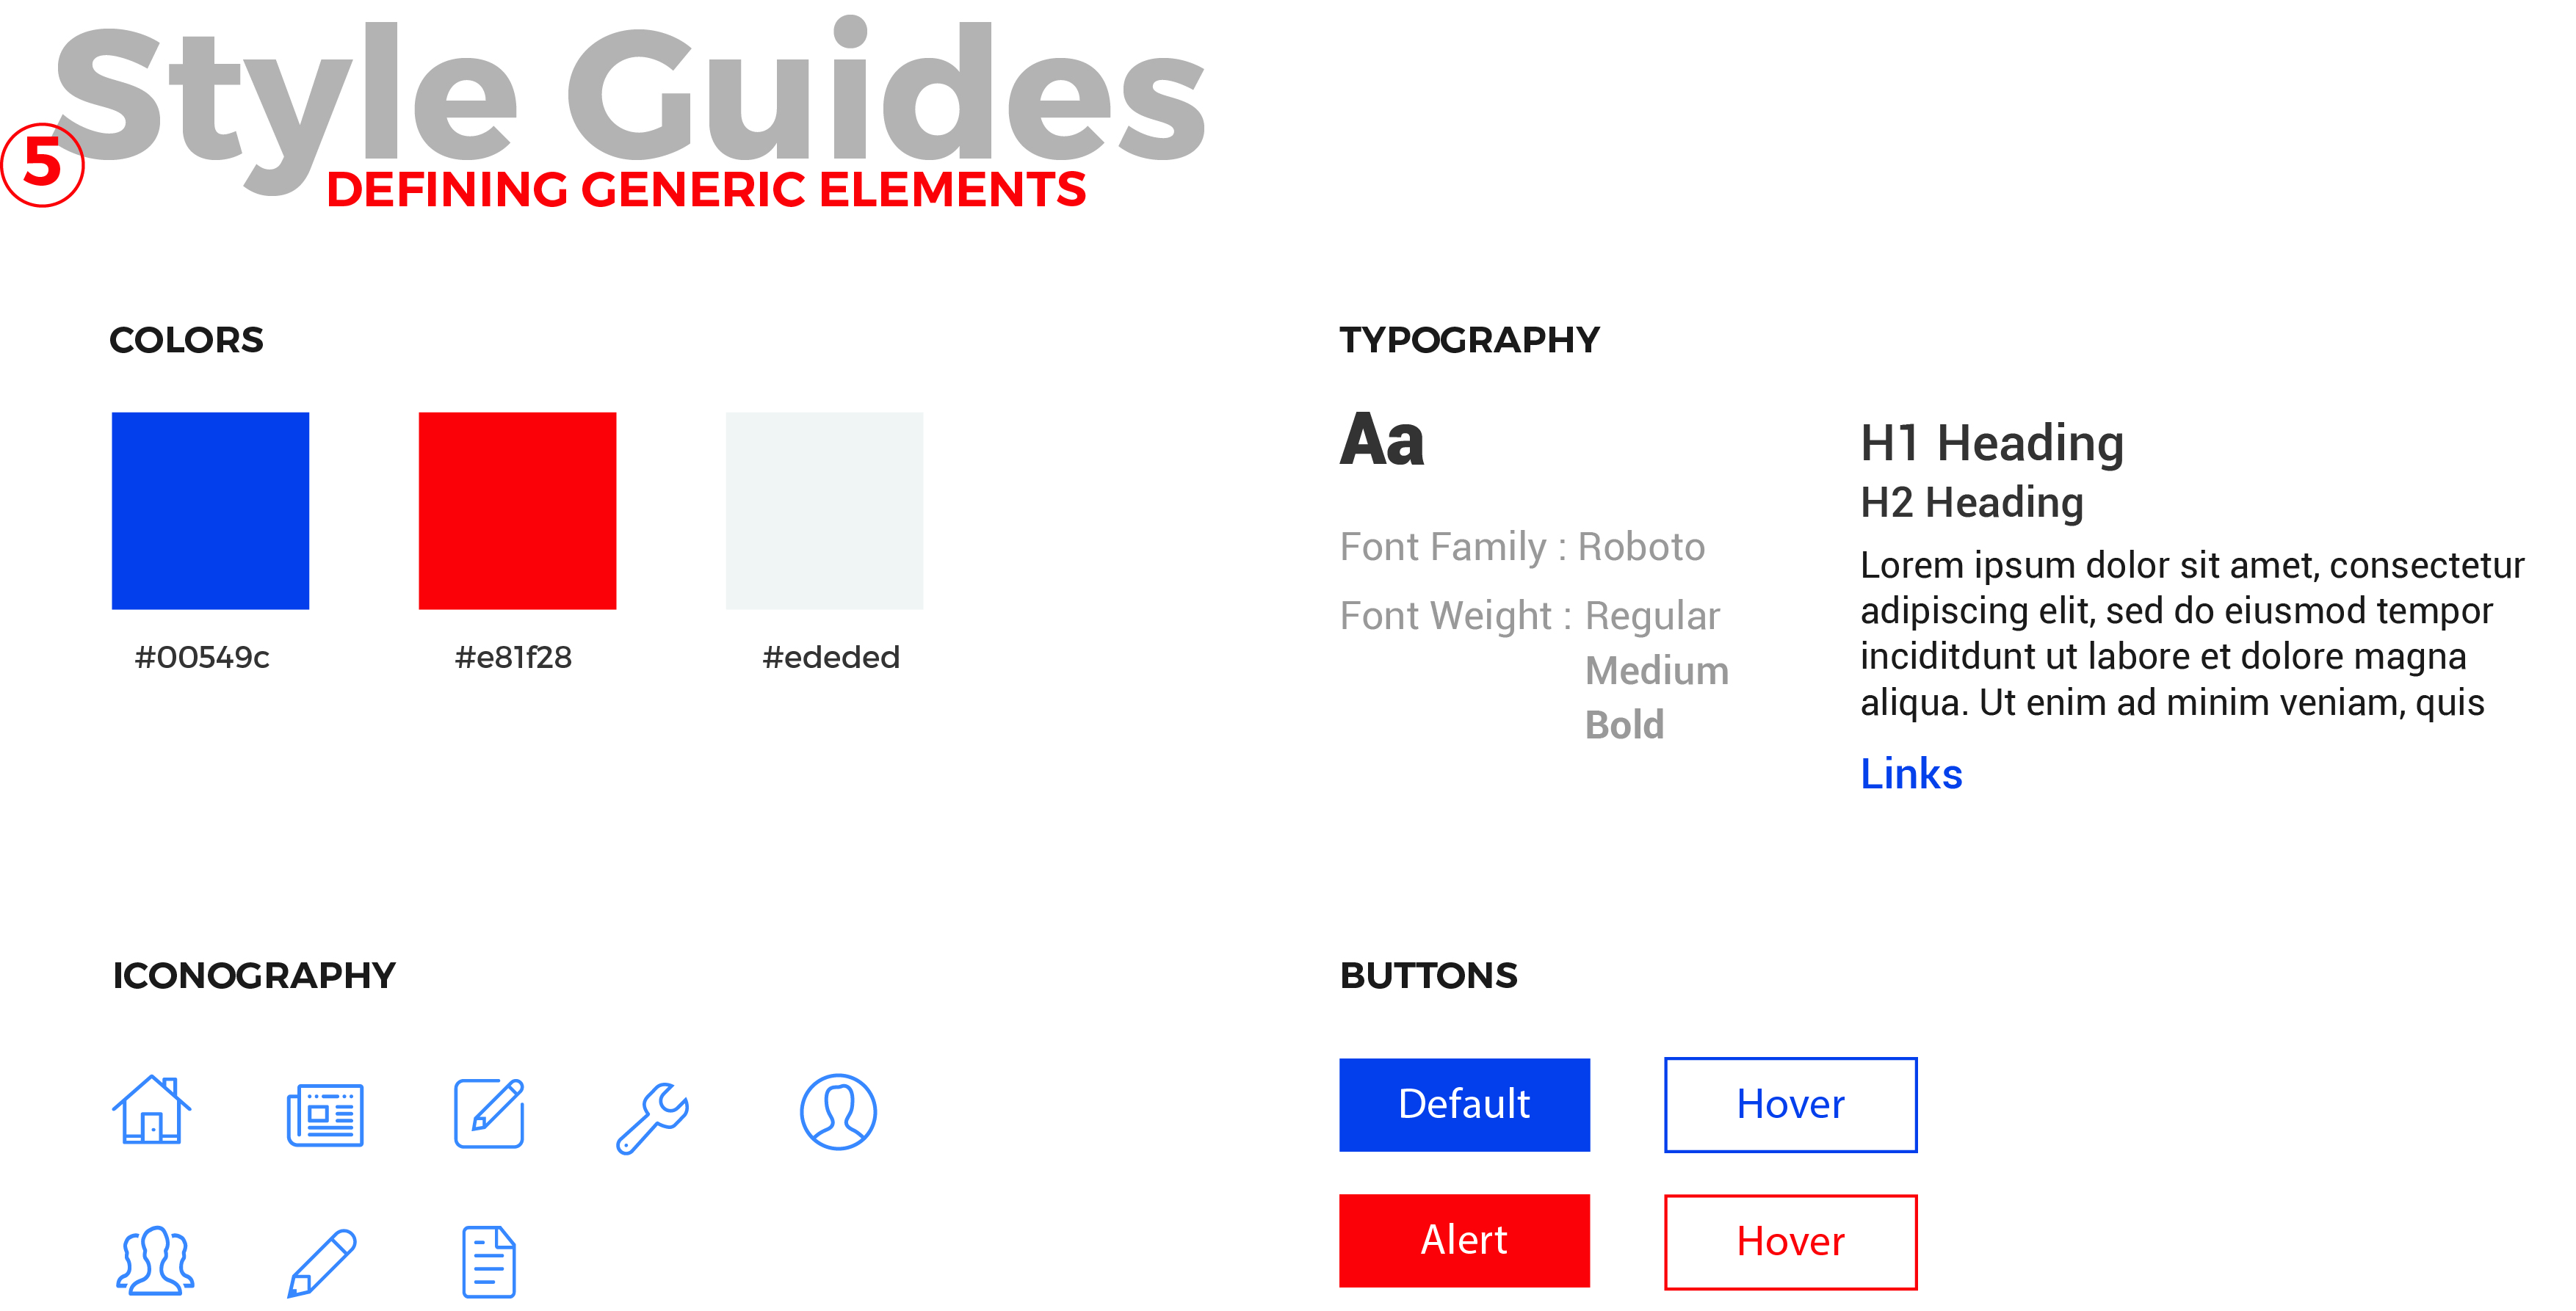 Style Guides
5
DEFINING GENERIC ELEMENTS
COLORS
#00549c
#e81f28
#ededed
TYPOGRAPHY
Aa
Font Family : Roboto
Font Weight : Regular
Medium
Bold
H1 Heading
H2 Heading
Lorem ipsum dolor sit amet, consectetur
adipiscing elit, sed do eiusmod tempor
inciditdunt ut labore et dolore magna
aliqua. Ut enim ad minim veniam, quis
Links
ICONOGRAPHY
BUTTONS
Default
Hover
Alert
Hover